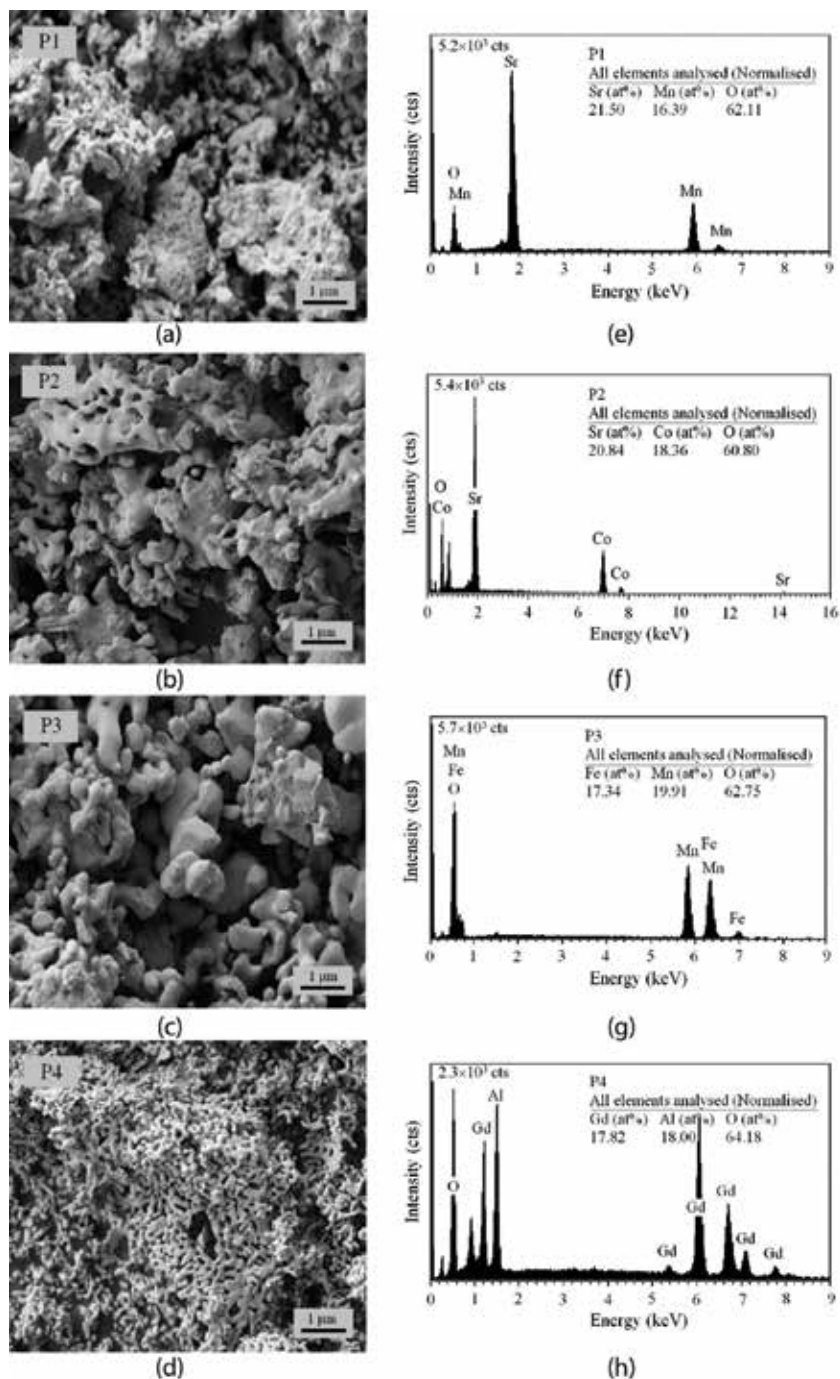 P1
1 µm
(a)
5.2×10³ cts
Sr
P1
All elements analysed (Normalised)
Sr (at%) Mn (at%) O (at%)
21.50 16.39 62.11
Intensity (cts)
O
Mn
Mn
Mn
0 1 2 3 4 5 6 7 8 9
Energy (keV)
(e)
P2
1 µm
(b)
5.4×10³ cts
P2
All elements analysed (Normalised)
Sr (at%) Co (at%) O (at%)
20.84 18.36 60.80
Intensity (cts)
O
Co
Sr
Co
Co
Sr
0 2 4 6 8 10 12 14 16
Energy (keV)
(f)
P3
1 µm
(c)
5.7×10³ cts
P3
All elements analysed (Normalised)
Fe (at%) Mn (at%) O (at%)
17.34 19.91 62.75
Intensity (cts)
Mn
Fe
O
Mn
Fe
Mn
Fe
0 1 2 3 4 5 6 7 8 9
Energy (keV)
(g)
P4
1 µm
(d)
2.3×10³ cts
P4
All elements analysed (Normalised)
Gd (at%) Al (at%) O (at%)
17.82 18.00 64.18
Intensity (cts)
Al
Gd
O
Gd
Gd
Gd
Gd
Gd
0 1 2 3 4 5 6 7 8 9
Energy (keV)
(h)